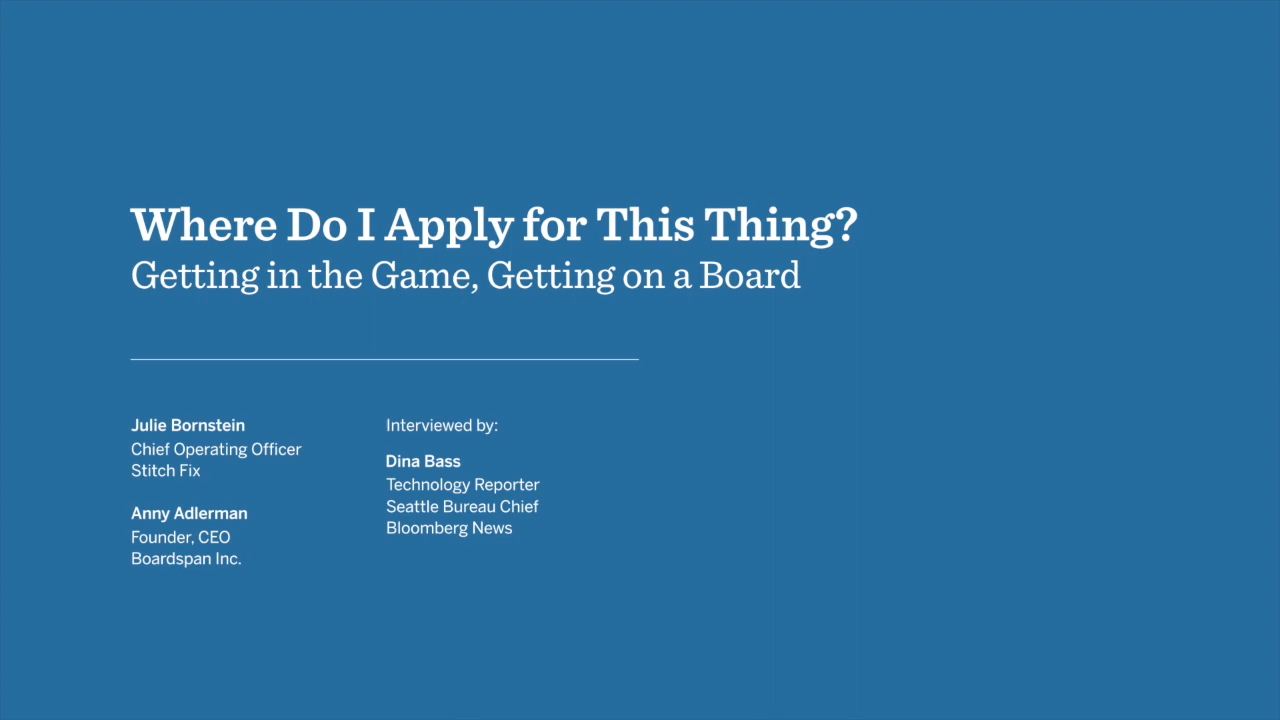 Where Do I Apply for This Thing?
Getting in the Game, Getting on a Board
Julie Bornstein
Chief Operating Officer
Stitch Fix
Anny Adlerman
Founder, CEO
Boardspan Inc.
Interviewed by:
Dina Bass
Technology Reporter
Seattle Bureau Chief
Bloomberg News